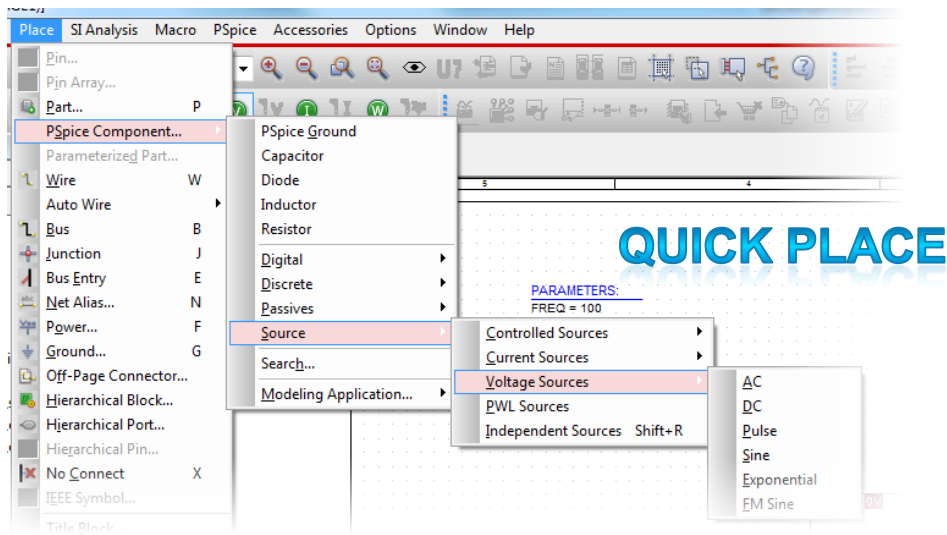 Place SI Analysis Macro PSpice Accessories Options Window Help
Pin...
Pin Array...
Part... P
PSpice Component...
Parameterized Part...
Wire W
Auto Wire
Bus B
Junction J
Bus Entry E
Net Alias... N
Power... F
Ground... G
Off-Page Connector...
Hierarchical Block...
Hierarchical Port...
Hierarchical Pin...
No Connect X
IEEE Symbol...
Title Block...
PSpice Ground
Capacitor
Diode
Inductor
Resistor
Digital
Discrete
Passives
Source
Search...
Modeling Application...
5 4
QUICK PLACE
PARAMETERS:
FREQ = 100
Controlled Sources
Current Sources
Voltage Sources
PWL Sources
Independent Sources Shift+R
AC
DC
Pulse
Sine
Exponential
FM Sine